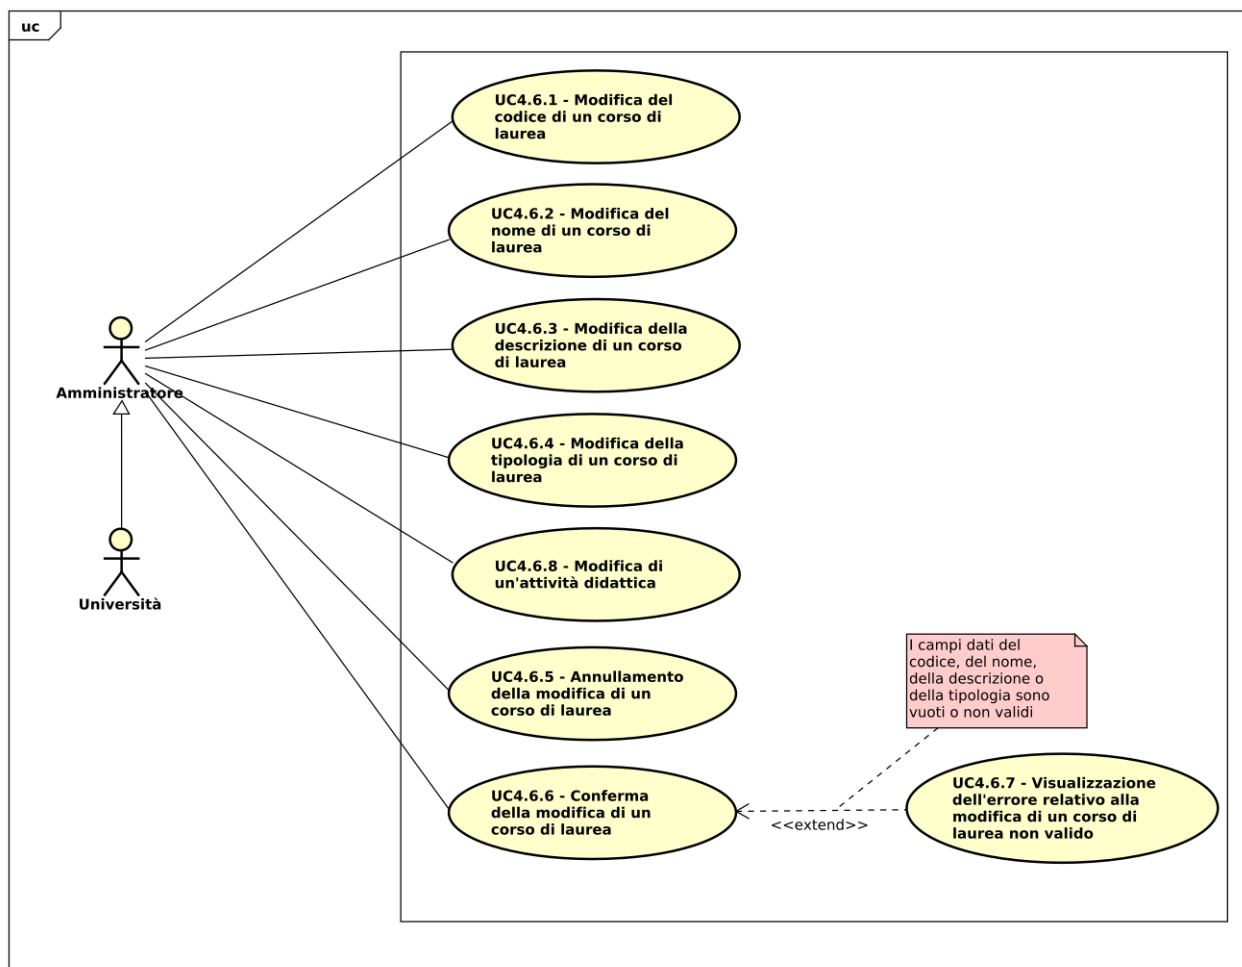 uc
UC4.6.1 - Modifica del
codice di un corso di
laurea
UC4.6.2 - Modifica del
nome di un corso di
laurea
UC4.6.3 - Modifica della
descrizione di un corso
di laurea
Amministratore
UC4.6.4 - Modifica della
tipologia di un corso di
laurea
UC4.6.8 - Modifica di
un'attività didattica
Università
UC4.6.5 - Annullamento
della modifica di un
corso di laurea
I campi dati del
codice, del nome,
della descrizione o
della tipologia sono
vuoti o non validi
UC4.6.6 - Conferma
della modifica di un
corso di laurea
<<extend>>
UC4.6.7 - Visualizzazione
dell'errore relativo alla
modifica di un corso di
laurea non valido